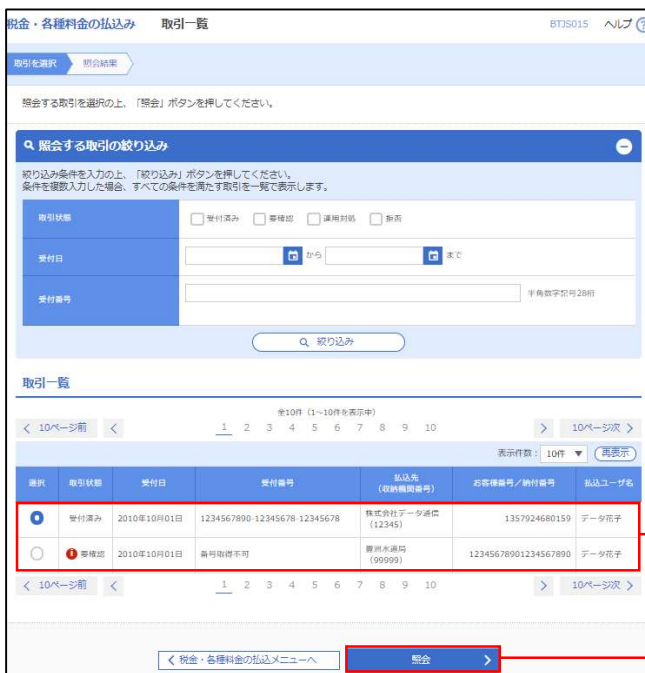 税金・各種料金の払込み 取引一覧 BTJS015 ヘルプ ?
取引を選択 照会結果
照会する取引を選択の上、「照会」ボタンを押してください。
照会する取引の絞り込み
絞り込み条件を入力の上、「絞り込み」ボタンを押してください。
条件を複数入力した場合、すべての条件を満たす取引を一覧で表示します。
取引状態 受付済み 要確認 運用対処 拒否
受付日 から まで
受付番号 半角数字記号28桁
絞り込み
取引一覧
全10件（1～10件を表示中）
< 10ページ前 < 1 2 3 4 5 6 7 8 9 10 > 10ページ次 >
表示件数： 10件 ▼ 再表示
選択 取引状態 受付日 受付番号 払込先（収納機関番号） お客様番号／納付番号 払込ユーザ名
受付済み 2010年10月01日 1234567890-12345678-12345678 株式会社データ通信（12345） 1357924680159 データ花子
! 要確認 2010年10月01日 番号取得不可 豊洲水道局（99999） 12345678901234567890 データ花子
< 10ページ前 < 1 2 3 4 5 6 7 8 9 10 > 10ページ次 >
< 税金・各種料金の払込メニューへ 照会 >